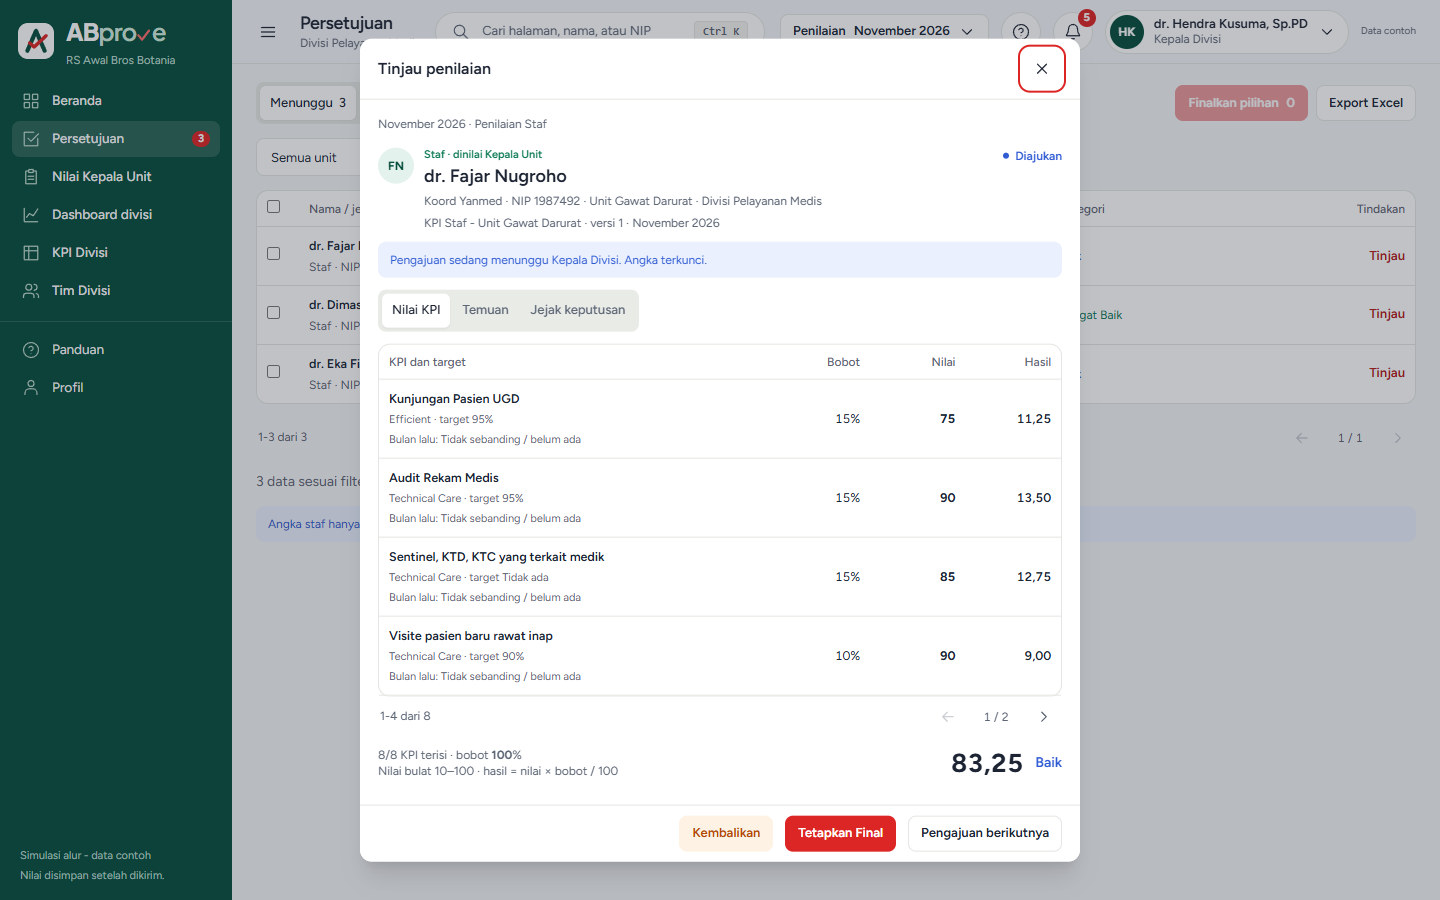 ABprove
RS Awal Bros Botania
Beranda
Persetujuan 3
Nilai Kepala Unit
Dashboard divisi
KPI Divisi
Tim Divisi
Panduan
Profil
Simulasi alur - data contoh
Nilai disimpan setelah dikirim.
Persetujuan
Divisi Pelaya
Cari halaman, nama, atau NIP Ctrl K
Penilaian November 2026
5
HK
dr. Hendra Kusuma, Sp.PD
Kepala Divisi
Data contoh
Menunggu 3
Finalkan pilihan 0
Export Excel
Semua unit
Nama / je egori Tindakan
dr. Fajar
Staf · NIP
Tinjau
dr. Dimas
Staf · NIP
gat Baik
Tinjau
dr. Eka Fi
Staf · NIP
Tinjau
1-3 dari 3
1 / 1
3 data sesuai filte
Angka staf hanya
Tinjau penilaian
November 2026 · Penilaian Staf
FN
Staf · dinilai Kepala Unit
dr. Fajar Nugroho
Diajukan
Koord Yanmed · NIP 1987492 · Unit Gawat Darurat · Divisi Pelayanan Medis
KPI Staf - Unit Gawat Darurat · versi 1 · November 2026
Pengajuan sedang menunggu Kepala Divisi. Angka terkunci.
Nilai KPI Temuan Jejak keputusan
KPI dan target Bobot Nilai Hasil
Kunjungan Pasien UGD
Efficient · target 95%
Bulan lalu: Tidak sebanding / belum ada
15% 75 11,25
Audit Rekam Medis
Technical Care · target 95%
Bulan lalu: Tidak sebanding / belum ada
15% 90 13,50
Sentinel, KTD, KTC yang terkait medik
Technical Care · target Tidak ada
Bulan lalu: Tidak sebanding / belum ada
15% 85 12,75
Visite pasien baru rawat inap
Technical Care · target 90%
Bulan lalu: Tidak sebanding / belum ada
10% 90 9,00
1-4 dari 8
1 / 2
8/8 KPI terisi · bobot 100%
Nilai bulat 10–100 · hasil = nilai × bobot / 100
83,25 Baik
Kembalikan
Tetapkan Final
Pengajuan berikutnya